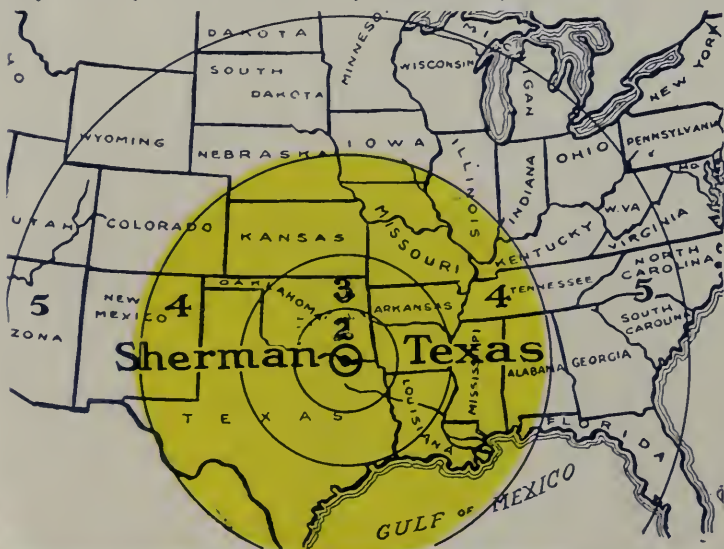 DAKOTA
MINNESO
WISCONSIN
MICHIGAN
NEW YORK
SOUTH
DAKOTA
WYOMING
NEBRASKA
IOWA
ILLINOIS
INDIANA
OHIO
PENNSYLVANIA
W.VA
VIRGINIA
UTAH
COLORADO
KANSAS
MISSOURI
KENTUCKY
NORTH
CAROLINA
5
ZONA
NEW
MEXICO
4
OAKLAHOMA
3
2
ARKANSAS
4
TENNESSEE
5
SOUTH
CAROLINA
Sherman Texas
TEXAS
LOUISIANA
MISSISSIPPI
ALABAMA
GEORGIA
FLORIDA
GULF OF MEXICO